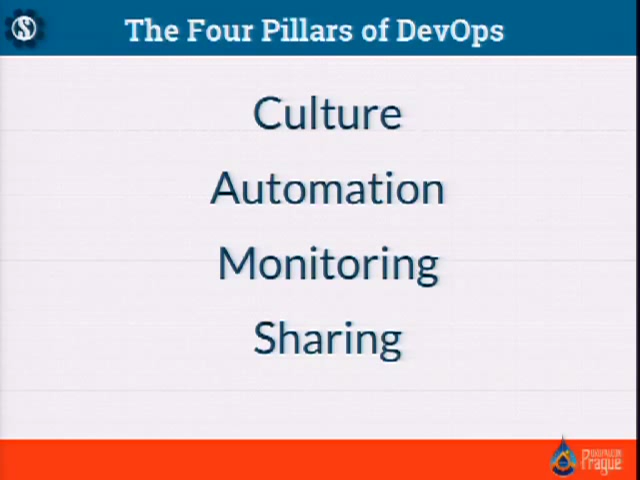 The Four Pillars of DevOps
Culture
Automation
Monitoring
Sharing
Prague